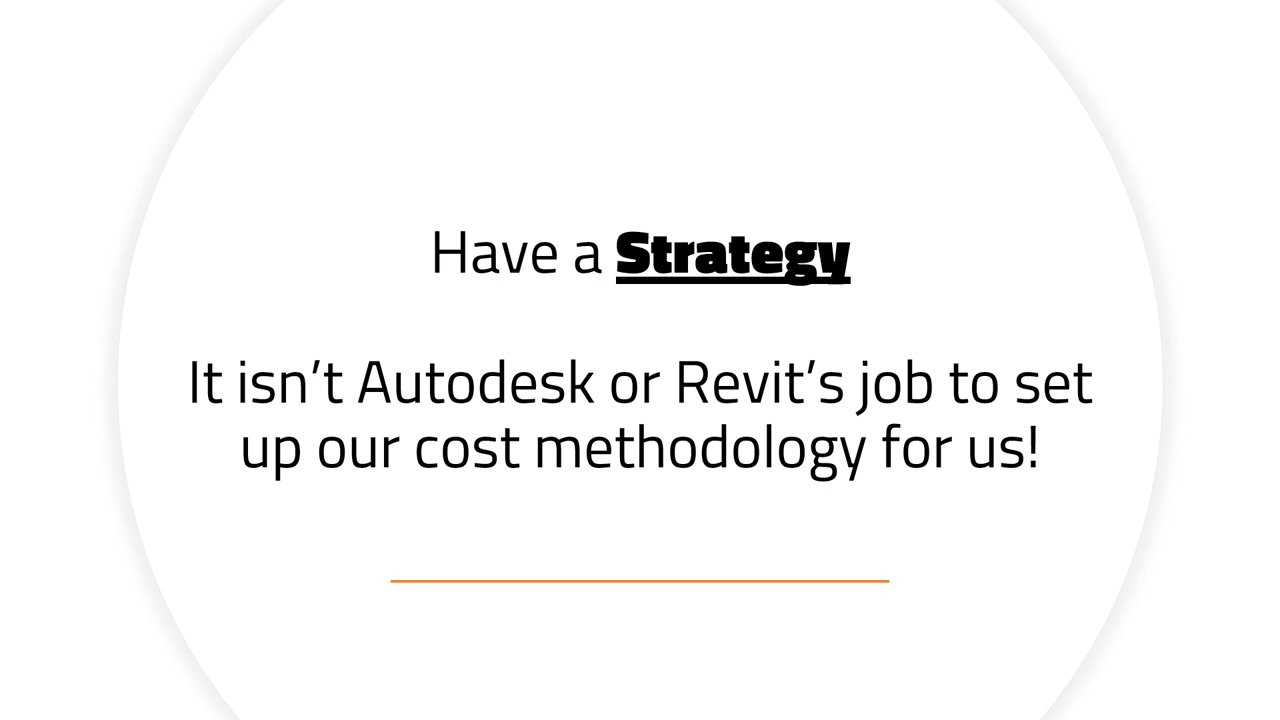 Have a Strategy
It isn’t Autodesk or Revit’s job to set
up our cost methodology for us!